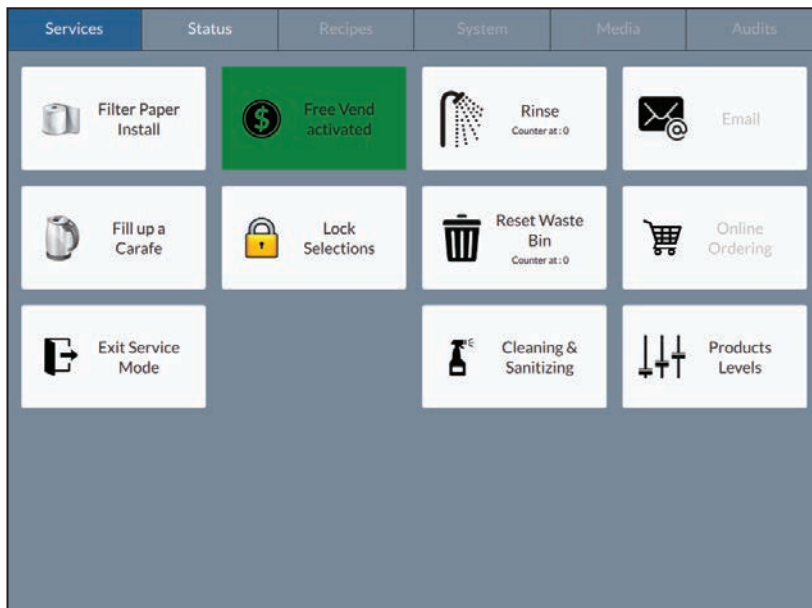 Services
Status
Recipes
System
Media
Audits
Filter Paper
Install
$
Free Vend
activated
Rinse
Counter at : 0
@
Email
Fill up a
Carafe
Lock
Selections
Reset Waste
Bin
Counter at : 0
Online
Ordering
Exit Service
Mode
Cleaning &
Sanitizing
Products
Levels